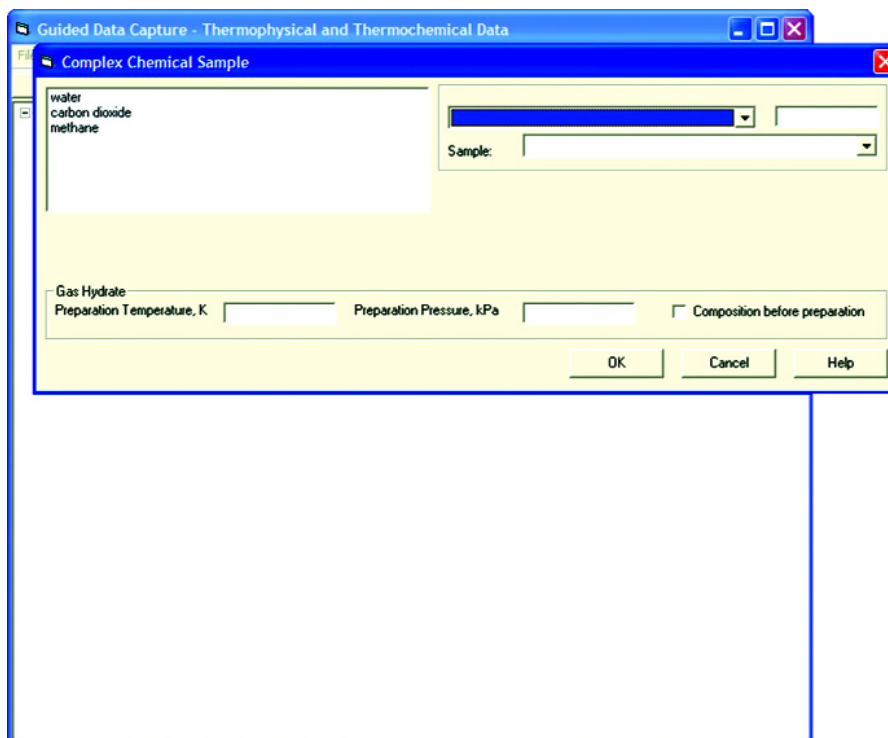 Guided Data Capture - Thermophysical and Thermochemical Data
Fil
Complex Chemical Sample
water
carbon dioxide
methane
Sample:
Gas Hydrate
Preparation Temperature, K
Preparation Pressure, kPa
Composition before preparation
OK
Cancel
Help